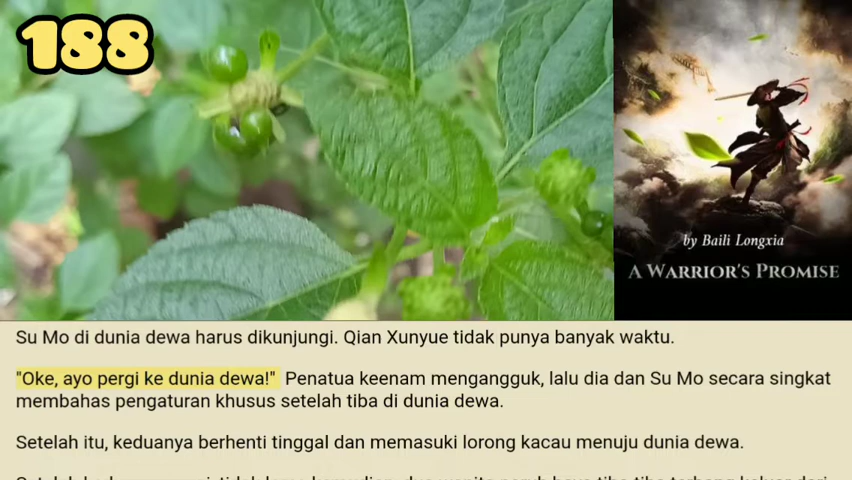 188
by Baili Longxia
A WARRIOR'S PROMISE
Su Mo di dunia dewa harus dikunjungi. Qian Xunyue tidak punya banyak waktu.
"Oke, ayo pergi ke dunia dewa!" Penatua keenam mengangguk, lalu dia dan Su Mo secara singkat
membahas pengaturan khusus setelah tiba di dunia dewa.
Setelah itu, keduanya berhenti tinggal dan memasuki lorong kacau menuju dunia dewa.